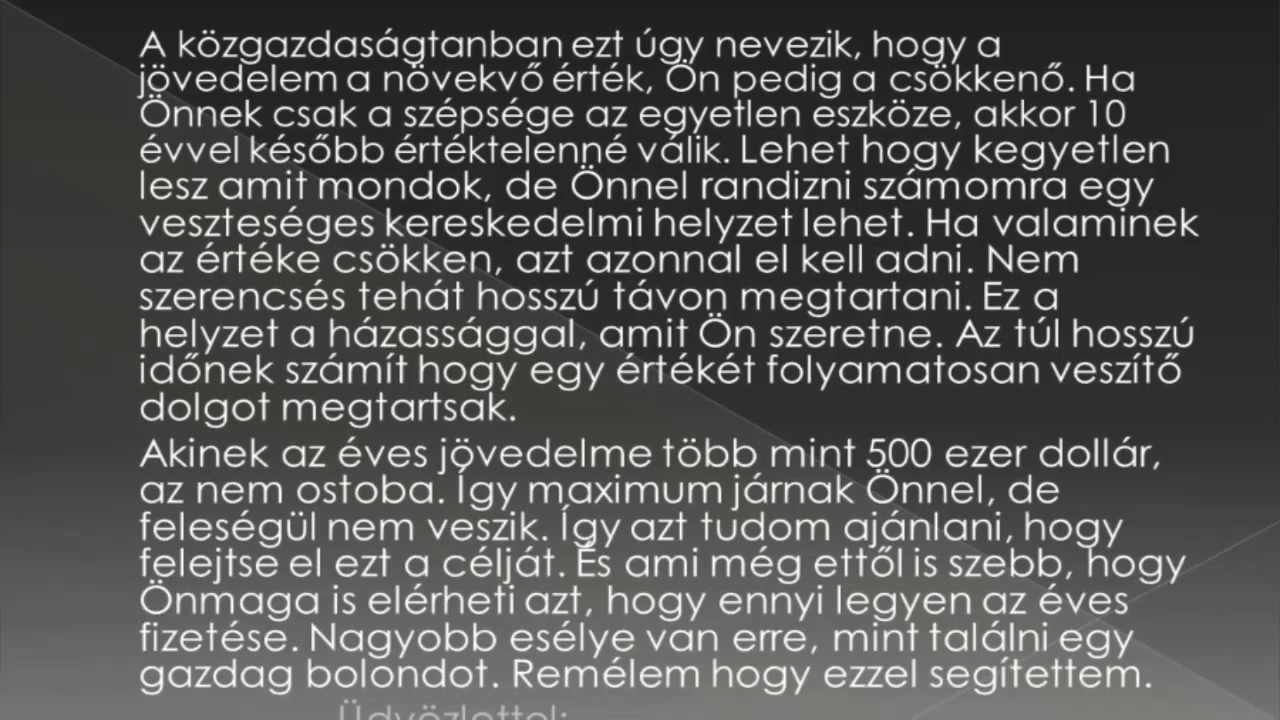 A közgazdaságtanban ezt úgy nevezik, hogy a
jövedelem a növekvő érték, Ön pedig a csökkenő. Ha
Önnek csak a szépsége az egyetlen eszköze, akkor 10
évvel később értéktelenné válik. Lehet hogy kegyetlen
lesz amit mondok, de Önnel randizni számomra egy
veszteséges kereskedelmi helyzet lehet. Ha valaminek
az értéke csökken, azt azonnal el kell adni. Nem
szerencsés tehát hosszú távon megtartani. Ez a
helyzet a házassággal, amit Ön szeretne. Az túl hosszú
időnek számít hogy egy értékét folyamatosan veszítő
dolgot megtartsak.
Akinek az éves jövedelme több mint 500 ezer dollár,
az nem ostoba. Így maximum járnak Önnel, de
feleségül nem veszik. Így azt tudom ajánlani, hogy
felejtse el ezt a célját. És ami még ettől is szebb, hogy
Önmaga is elérheti azt, hogy ennyi legyen az éves
fizetése. Nagyobb esélye van erre, mint találni egy
gazdag bolondot. Remélem hogy ezzel segítettem.
Üdvözlettel: